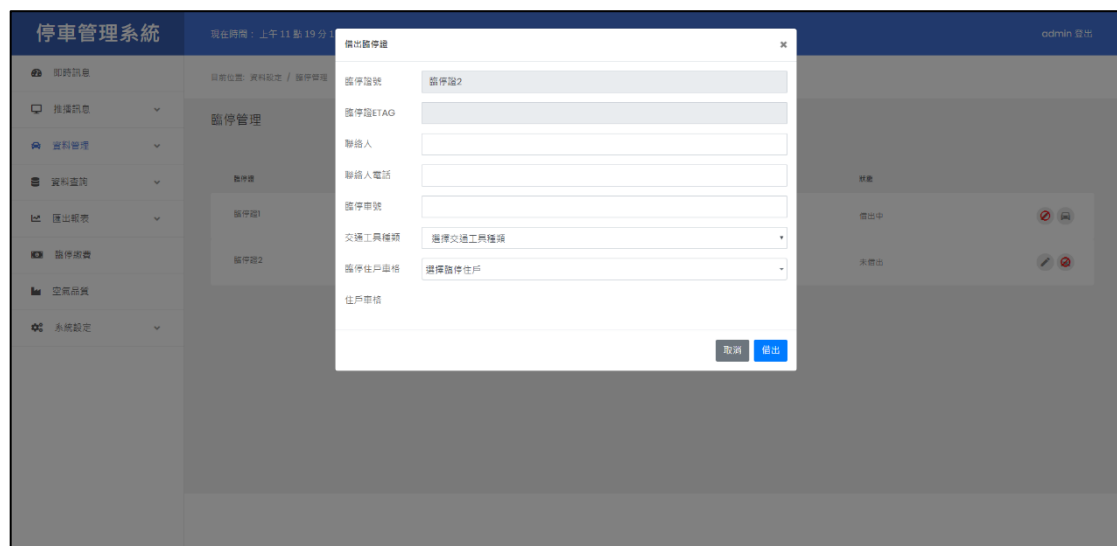 停車管理系統
現在時間： 上午 11 點 19 分 1
admin 登出
即時訊息
推播訊息
資料管理
資料查詢
匯出報表
臨停繳費
空氣品質
系統設定
目前位置: 資料設定 / 臨停管理
臨停管理
臨停證
狀態
臨停證1
借出中
臨停證2
未借出
借出臨停證
×
臨停證號
臨停證2
臨停證ETAG
聯絡人
聯絡人電話
臨停車號
交通工具種類
選擇交通工具種類
臨停住戶車格
選擇臨停住戶
住戶車格
取消
借出